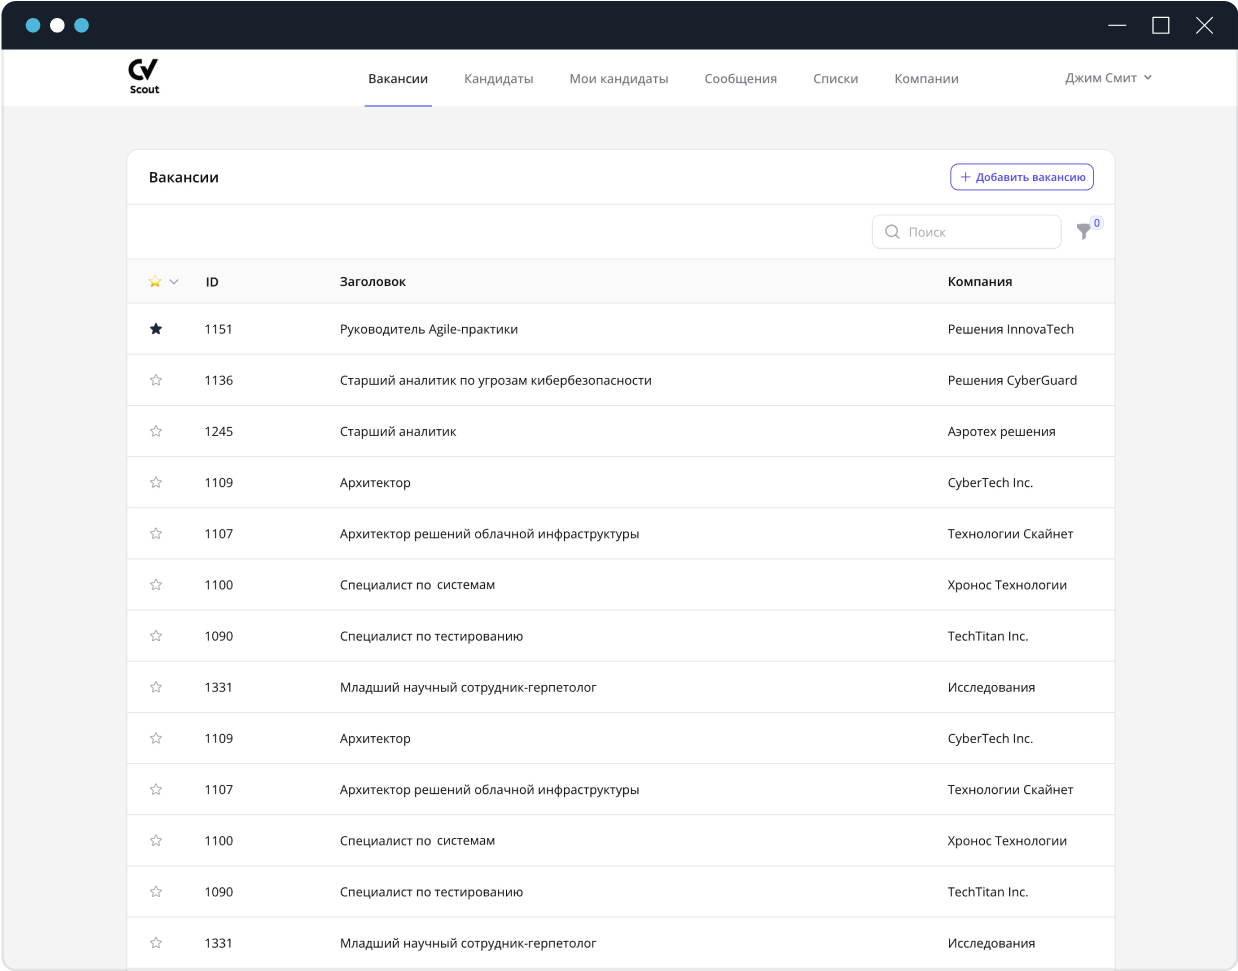 CV
Scout
Вакансии Кандидаты Мои кандидаты Сообщения Списки Компании Джим Смит
Вакансии + Добавить вакансию
Поиск 0
ID Заголовок Компания
1151 Руководитель Agile-практики Решения InnovaTech
1136 Старший аналитик по угрозам кибербезопасности Решения CyberGuard
1245 Старший аналитик Аэротех решения
1109 Архитектор CyberTech Inc.
1107 Архитектор решений облачной инфраструктуры Технологии Скайнет
1100 Специалист по системам Хронос Технологии
1090 Специалист по тестированию TechTitan Inc.
1331 Младший научный сотрудник-герпетолог Исследования
1109 Архитектор CyberTech Inc.
1107 Архитектор решений облачной инфраструктуры Технологии Скайнет
1100 Специалист по системам Хронос Технологии
1090 Специалист по тестированию TechTitan Inc.
1331 Младший научный сотрудник-герпетолог Исследования